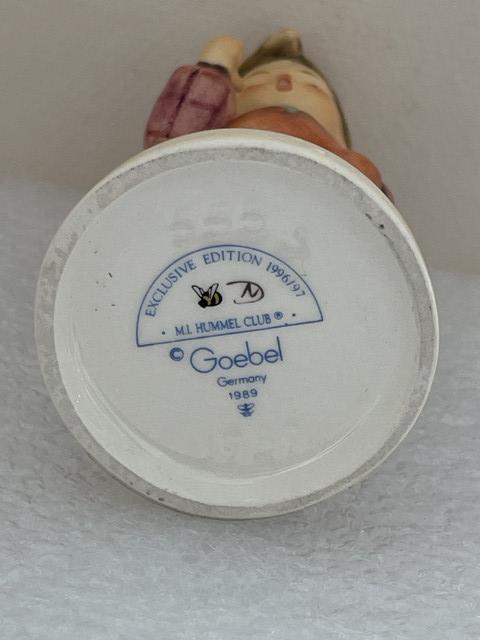 EXCLUSIVE EDITION 1996/97
· M.I. HUMMEL CLUB® ·
© Goebel
Germany
1989